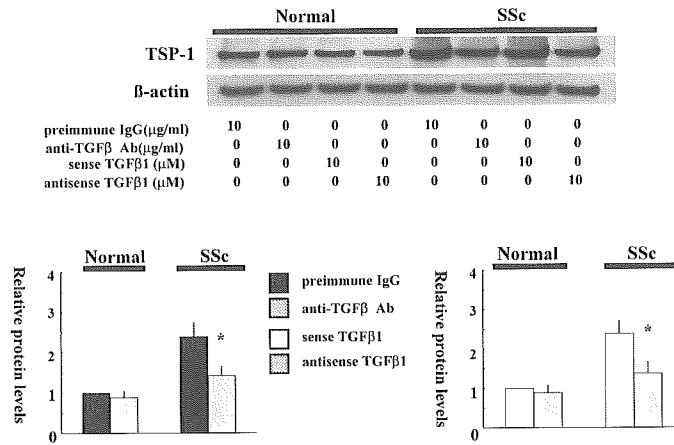 Normal SSc
TSP-1
ß-actin
preimmune IgG(μg/ml) 10 0 0 0 10 0 0 0
anti-TGFβ Ab(μg/ml) 0 10 0 0 0 10 0 0
sense TGFβ1 (μM) 0 0 10 0 0 0 10 0
antisense TGFβ1 (μM) 0 0 0 10 0 0 0 10
Normal SSc
Relative protein levels
4
3
2
1
0
*
preimmune IgG
anti-TGFβ Ab
sense TGFβ1
antisense TGFβ1
Normal SSc
Relative protein levels
4
3
2
1
0
*